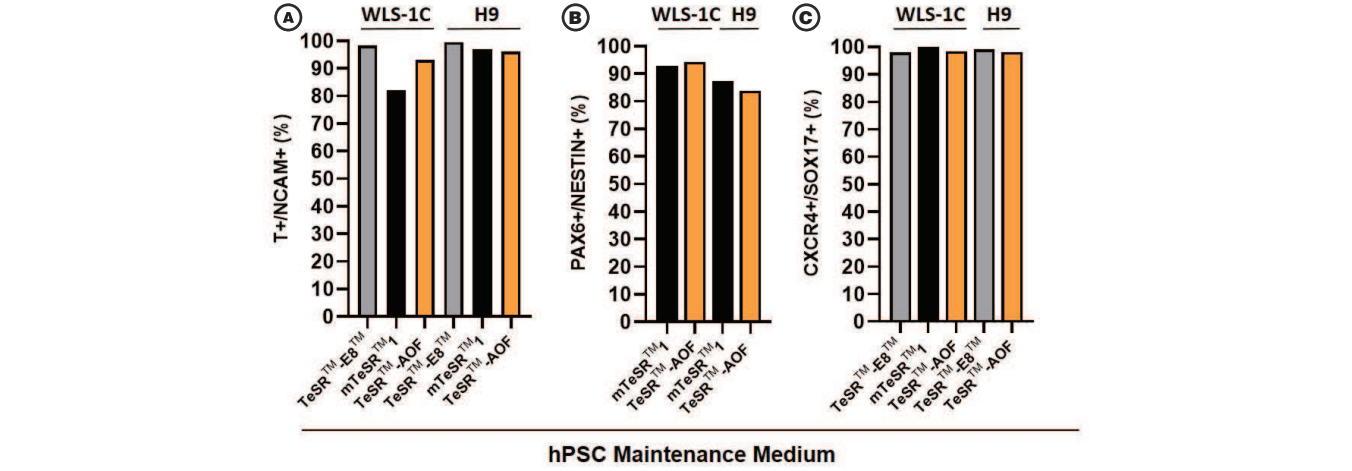 A
WLS-1C H9
T+/NCAM+ (%)
100
90
80
70
60
50
40
30
20
10
0
TeSR™-E8™
mTeSR™1
TeSR™-AOF
TeSR™-E8™
mTeSR™1
TeSR™-AOF
B
WLS-1C H9
PAX6+/NESTIN+ (%)
100
90
80
70
60
50
40
30
20
10
0
mTeSR™1
TeSR™-AOF
mTeSR™1
TeSR™-AOF
C
WLS-1C H9
CXCR4+/SOX17+ (%)
100
90
80
70
60
50
40
30
20
10
0
TeSR™-E8™
mTeSR™1
TeSR™-AOF
TeSR™-E8™
TeSR™-AOF
hPSC Maintenance Medium